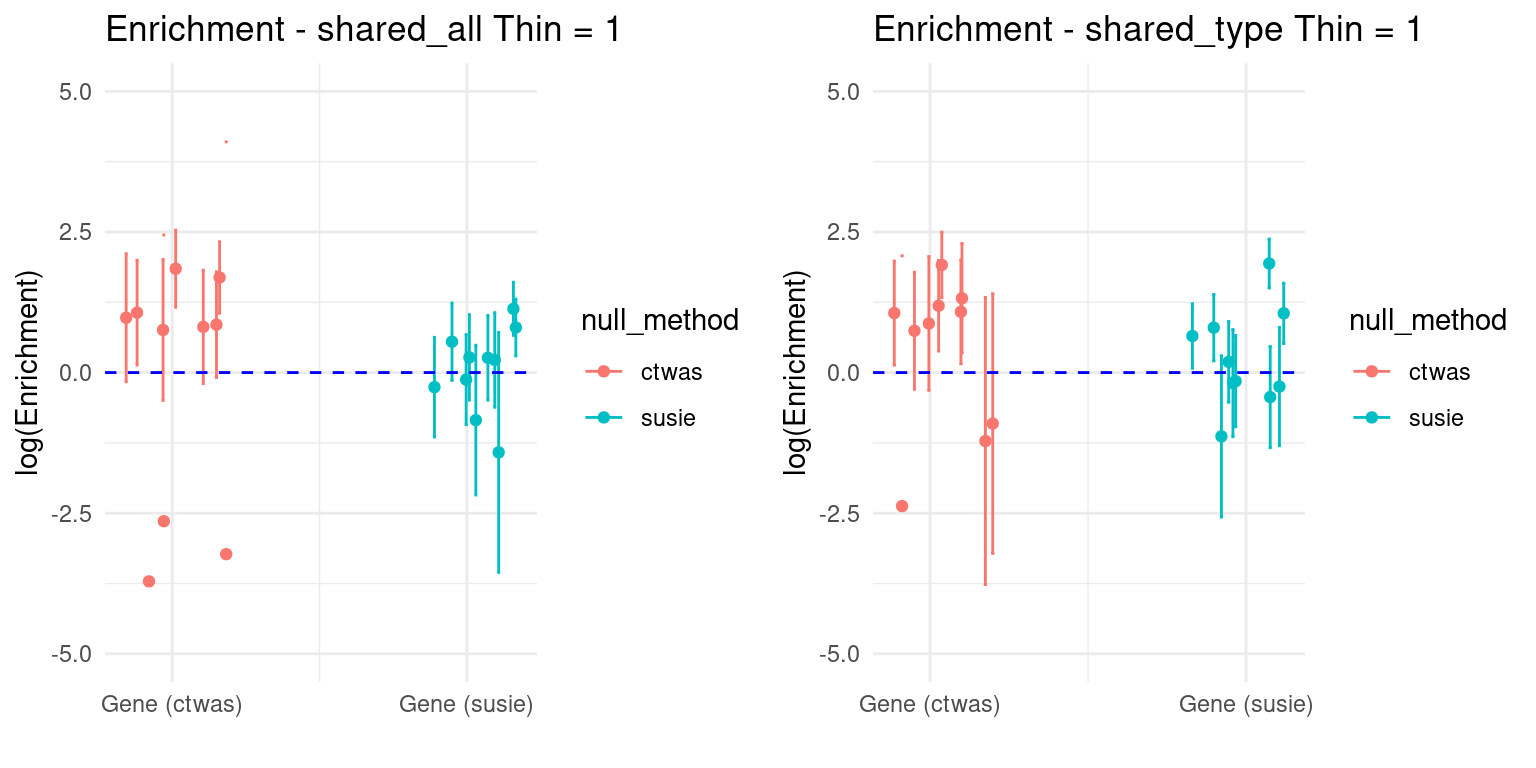 Enrichment - shared_all Thin = 1
log(Enrichment)
5.0
2.5
0.0
-2.5
-5.0
Gene (ctwas)
Gene (susie)
null_method
ctwas
susie
Enrichment - shared_type Thin = 1
log(Enrichment)
5.0
2.5
0.0
-2.5
-5.0
Gene (ctwas)
Gene (susie)
null_method
ctwas
susie